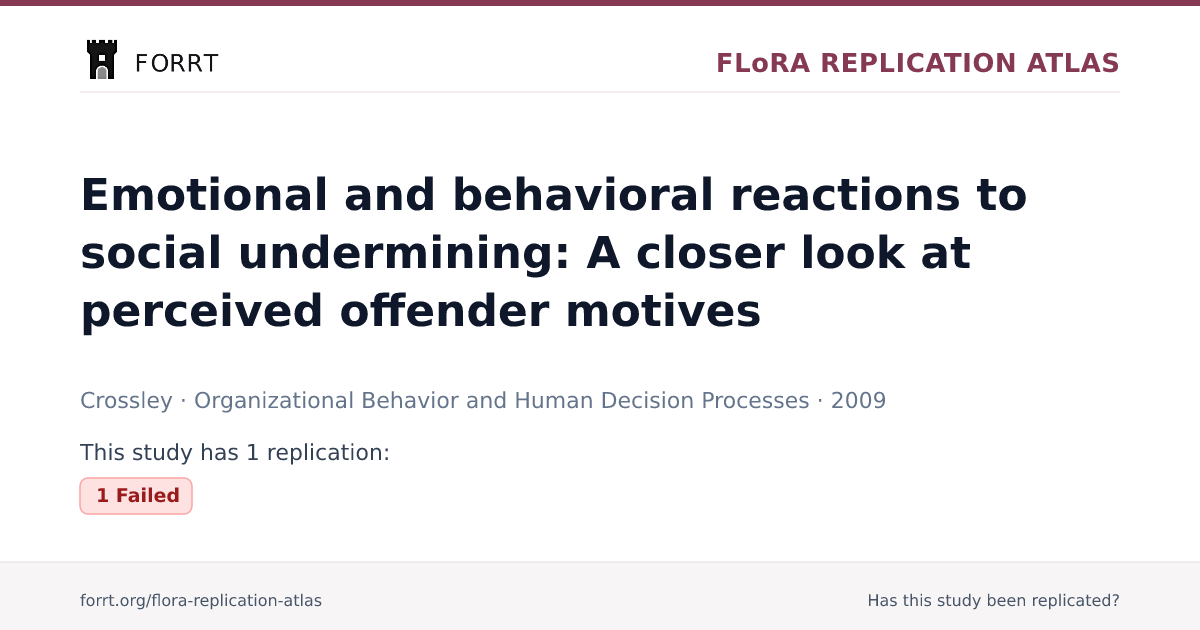 FORRT
FLoRA REPLICATION ATLAS
Emotional and behavioral reactions to
social undermining: A closer look at
perceived offender motives
Crossley · Organizational Behavior and Human Decision Processes · 2009
This study has 1 replication:
1 Failed
forrt.org/flora-replication-atlas
Has this study been replicated?